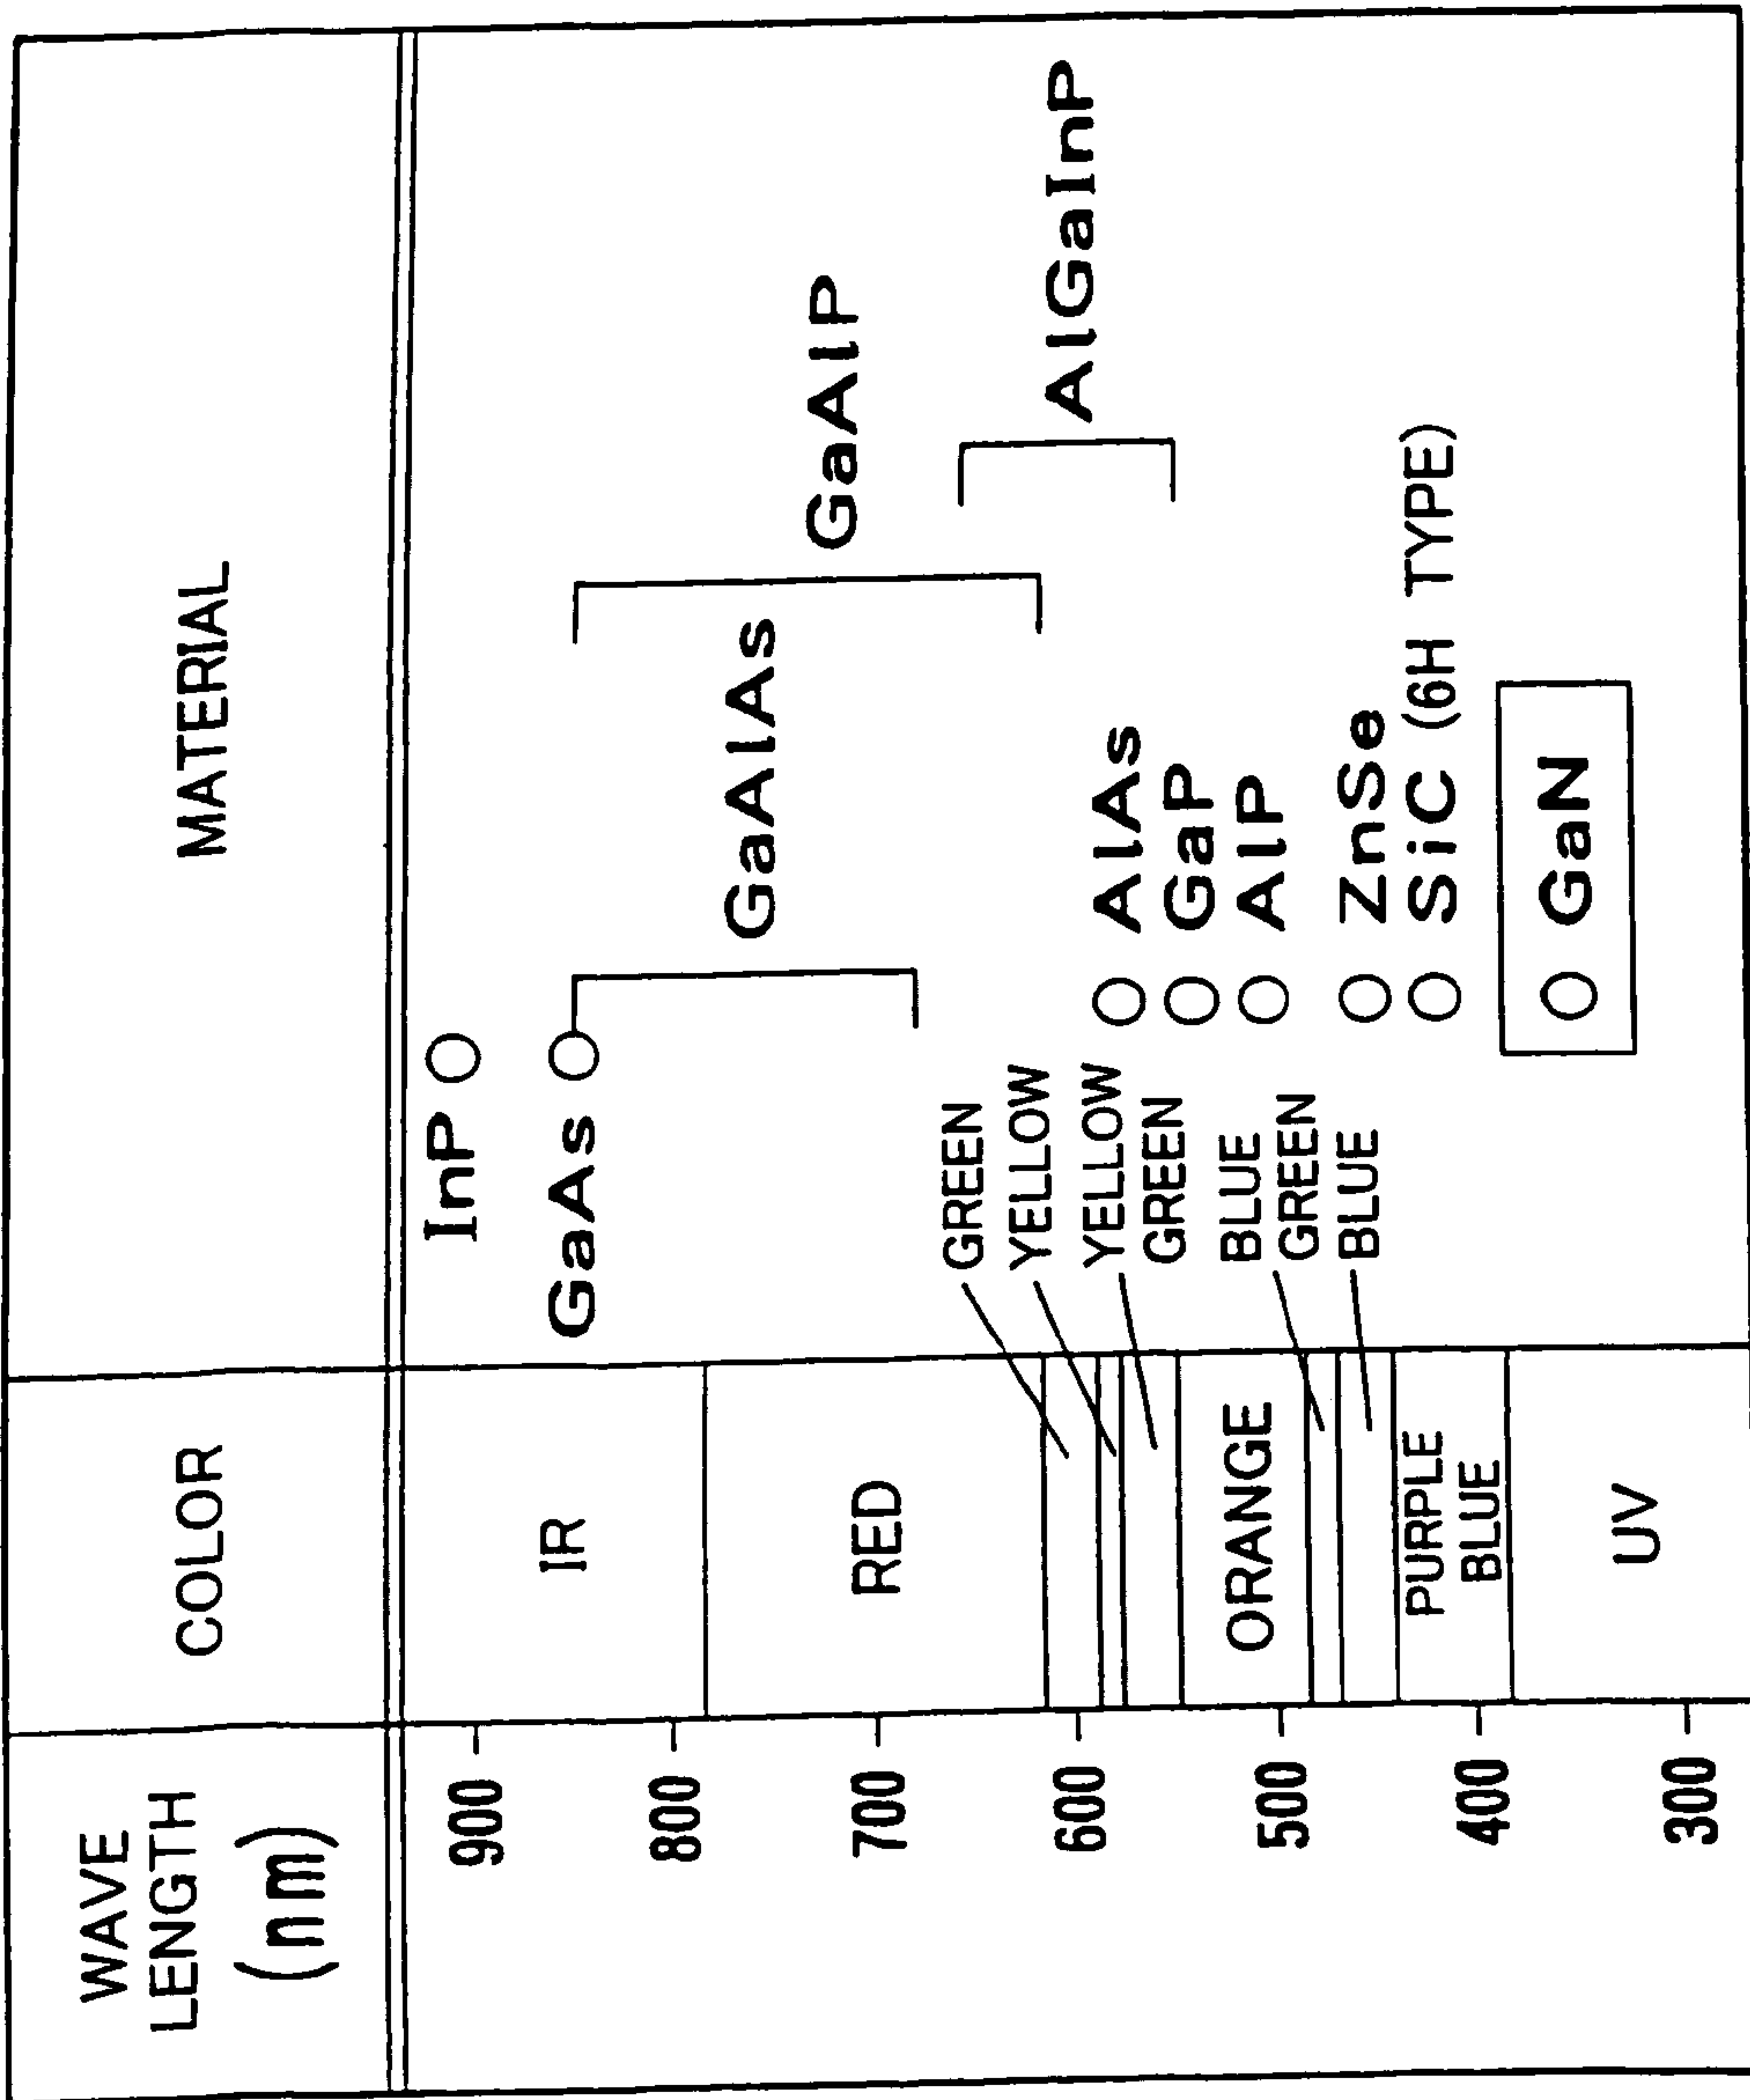 WAVE
LENGTH
(nm)
COLOR
MATERIAL
900
800
700
600
500
400
300
IR
RED
ORANGE
PURPLE
BLUE
UV
GREEN
YELLOW
YELLOW
GREEN
BLUE
GREEN
BLUE
InP
GaAs
GaAlAs
GaAlP
AlGaInP
AlAs
GaP
AlP
ZnSe
SiC (6H TYPE)
GaN